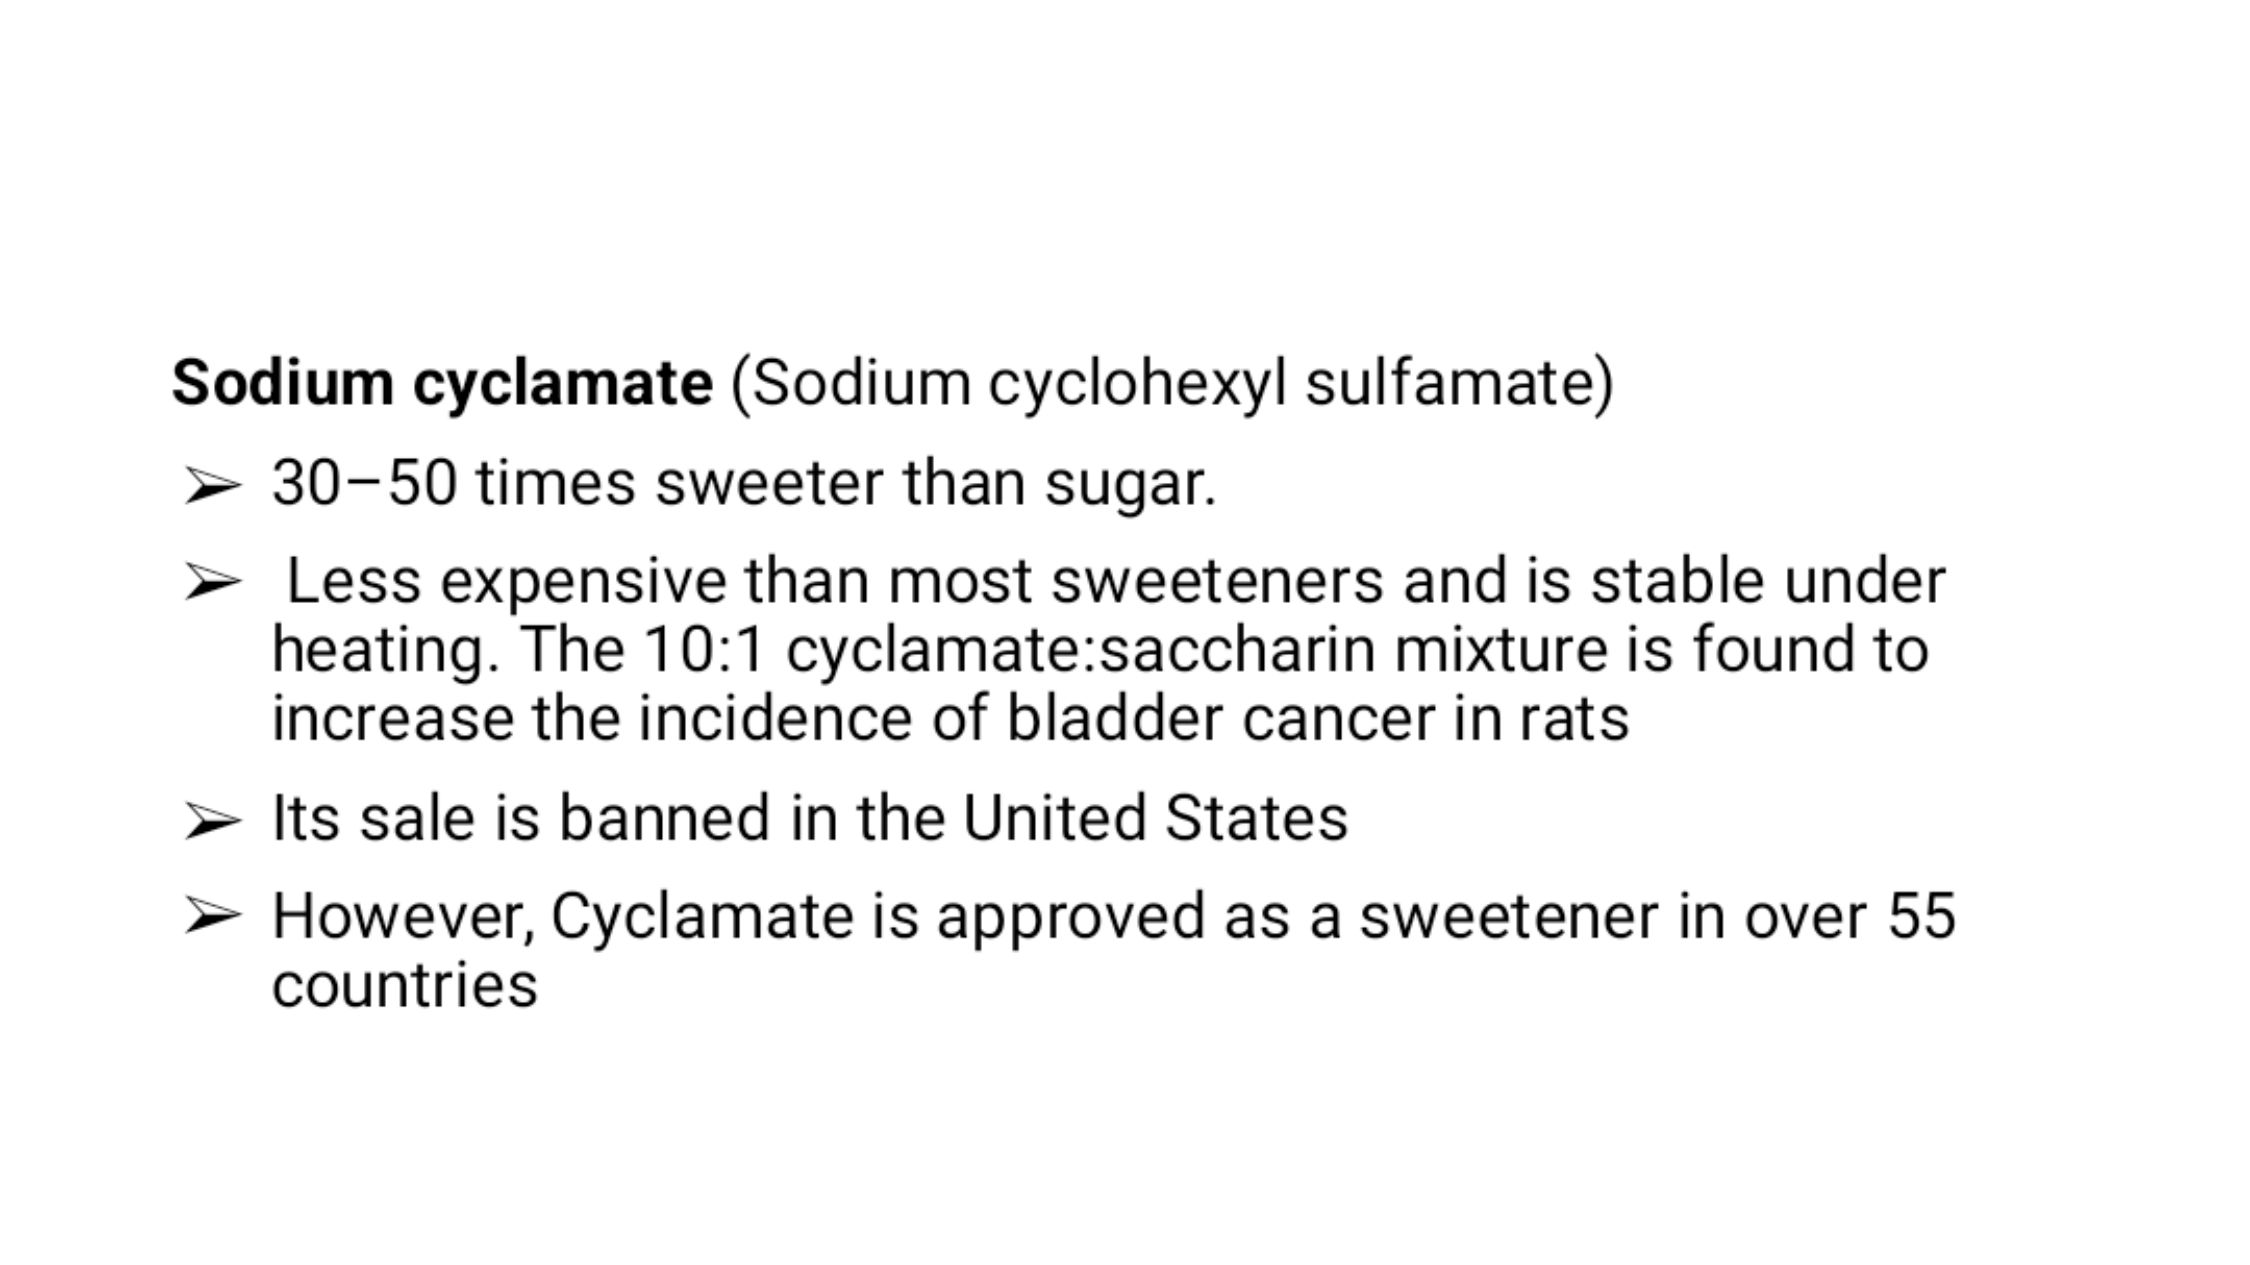 Sodium cyclamate (Sodium cyclohexyl sulfamate)
➢ 30–50 times sweeter than sugar.
➢ Less expensive than most sweeteners and is stable under
heating. The 10:1 cyclamate:saccharin mixture is found to
increase the incidence of bladder cancer in rats
➢ Its sale is banned in the United States
➢ However, Cyclamate is approved as a sweetener in over 55
countries